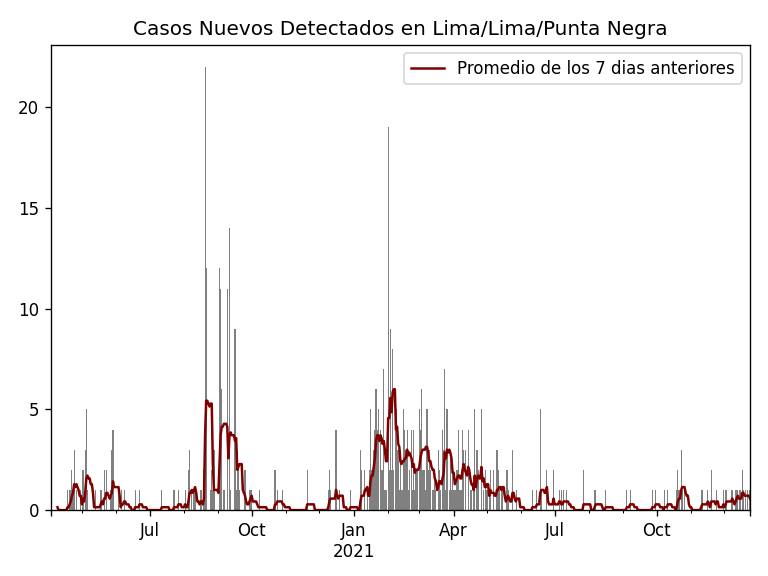 Casos Nuevos Detectados en Lima/Lima/Punta Negra
Promedio de los 7 dias anteriores
20
15
10
5
0
Jul Oct Jan Apr Jul Oct
2021